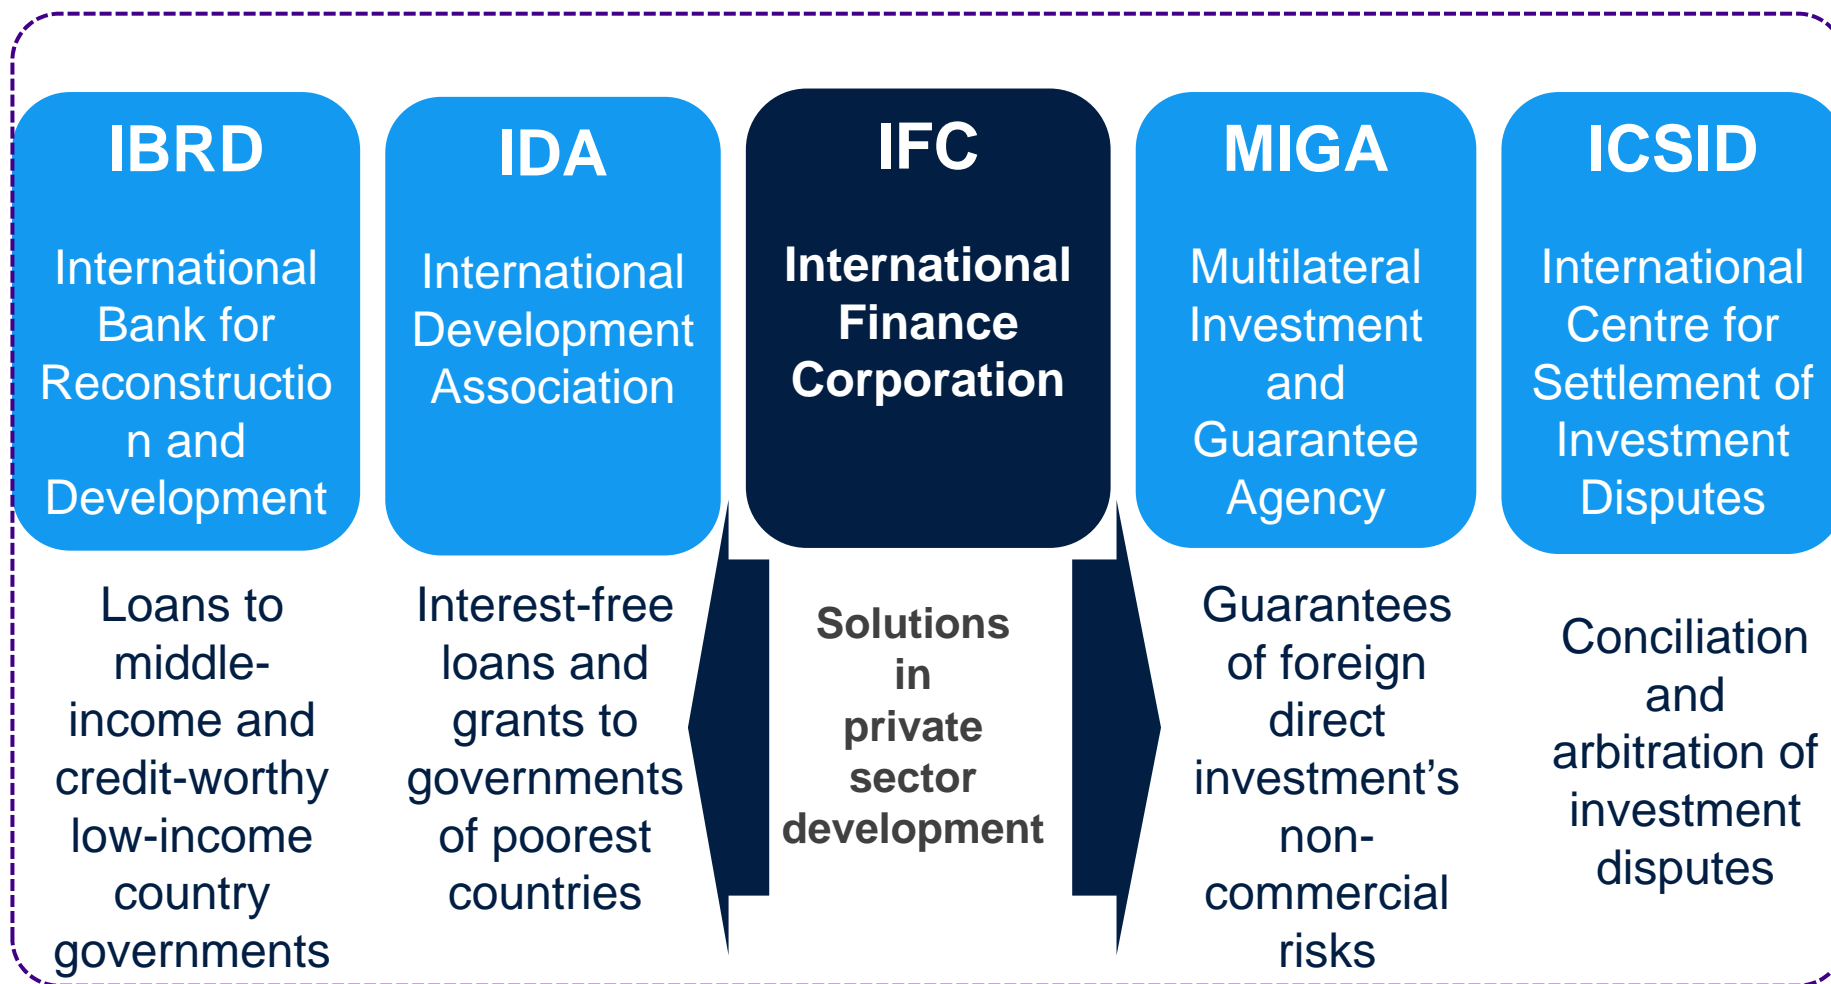 IBRD
International
Bank for
Reconstructio
n and
Development
Loans to
middle-
income and
credit-worthy
low-income
country
governments
IDA
International
Development
Association
Interest-free
loans and
grants to
governments
of poorest
countries
IFC
International
Finance
Corporation
Solutions
in
private
sector
development
MIGA
Multilateral
Investment
and
Guarantee
Agency
Guarantees
of foreign
direct
investment’s
non-
commercial
risks
ICSID
International
Centre for
Settlement of
Investment
Disputes
Conciliation
and
arbitration of
investment
disputes